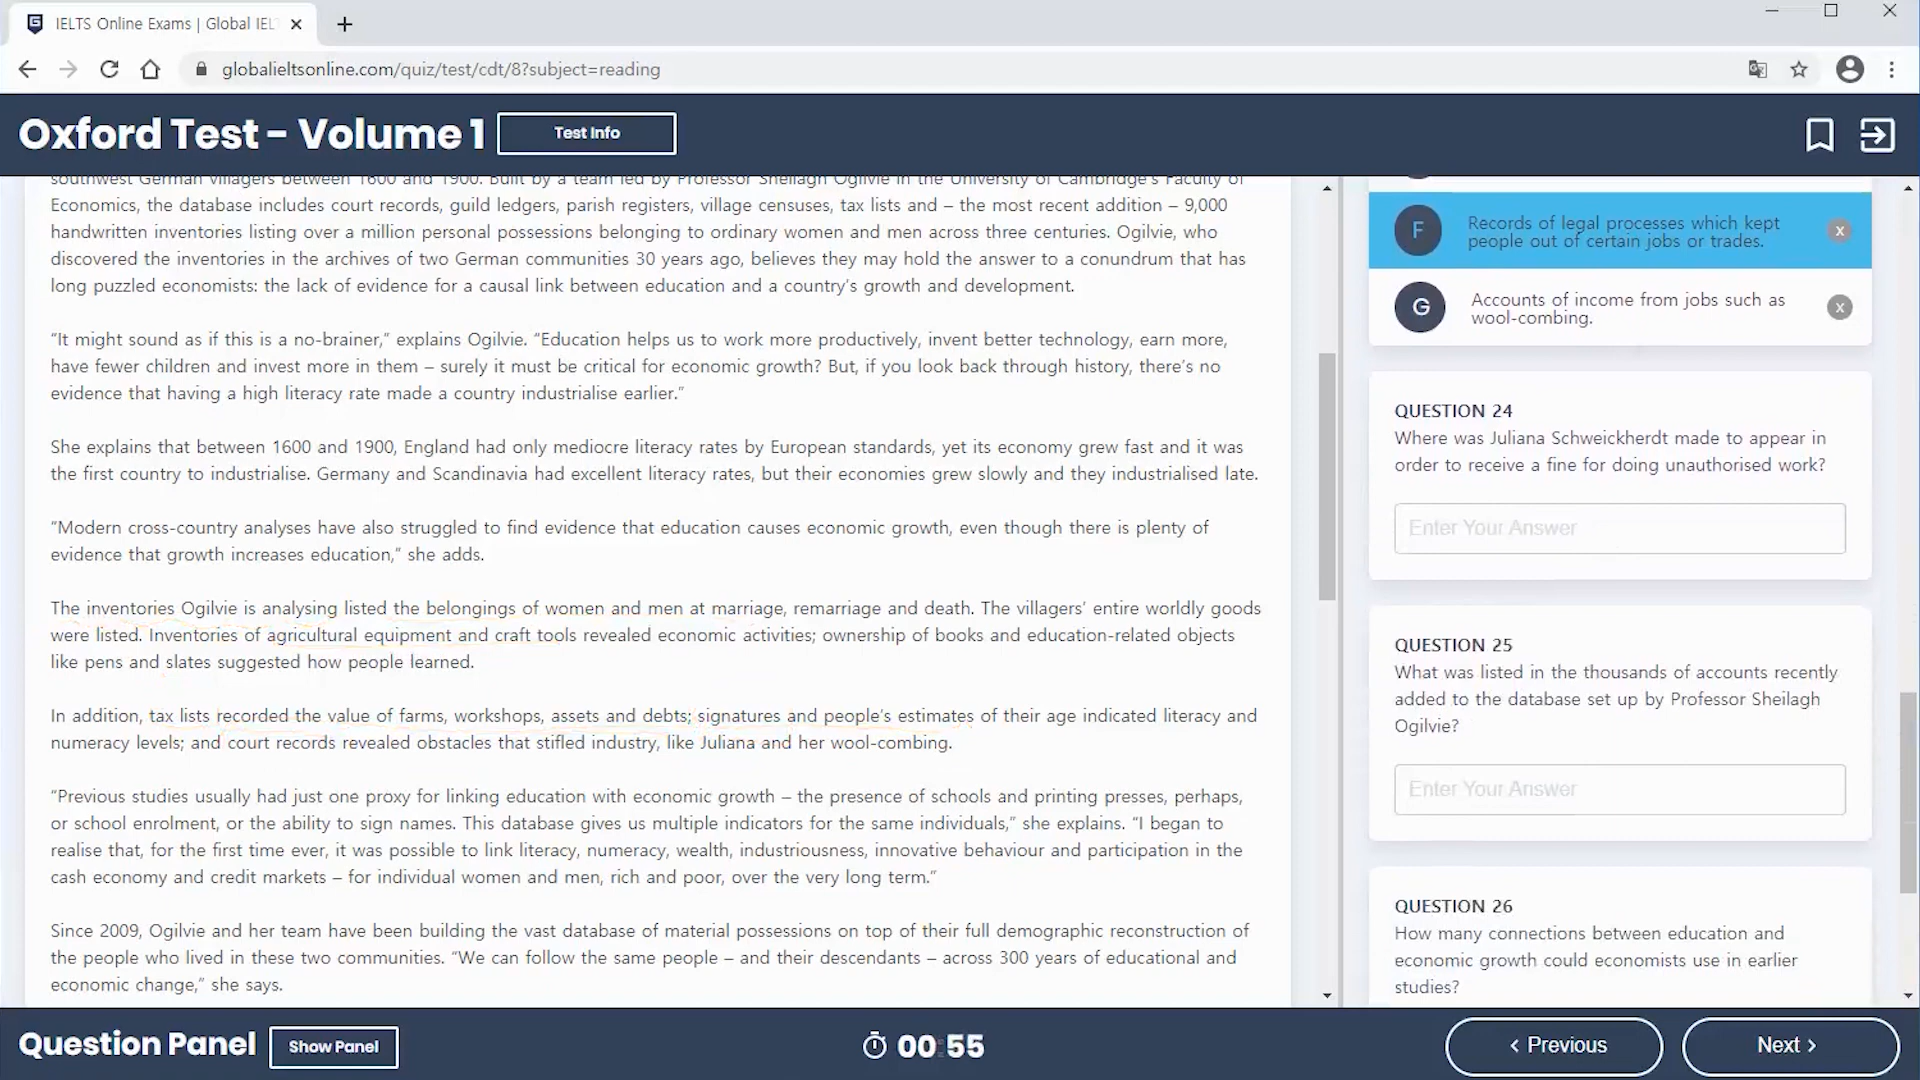 IELTS Online Exams | Global IEL
globalieltsonline.com/quiz/test/cdt/8?subject=reading
Oxford Test - Volume 1
Test Info
southwest German villagers between 1600 and 1900. Built by a team led by Professor Sheilagh Ogilvie in the University of Cambridge's Faculty of
Economics, the database includes court records, guild ledgers, parish registers, village censuses, tax lists and – the most recent addition – 9,000
handwritten inventories listing over a million personal possessions belonging to ordinary women and men across three centuries. Ogilvie, who
discovered the inventories in the archives of two German communities 30 years ago, believes they may hold the answer to a conundrum that has
long puzzled economists: the lack of evidence for a causal link between education and a country's growth and development.
“It might sound as if this is a no-brainer,” explains Ogilvie. “Education helps us to work more productively, invent better technology, earn more,
have fewer children and invest more in them – surely it must be critical for economic growth? But, if you look back through history, there's no
evidence that having a high literacy rate made a country industrialise earlier.”
She explains that between 1600 and 1900, England had only mediocre literacy rates by European standards, yet its economy grew fast and it was
the first country to industrialise. Germany and Scandinavia had excellent literacy rates, but their economies grew slowly and they industrialised late.
“Modern cross-country analyses have also struggled to find evidence that education causes economic growth, even though there is plenty of
evidence that growth increases education,” she adds.
The inventories Ogilvie is analysing listed the belongings of women and men at marriage, remarriage and death. The villagers' entire worldly goods
were listed. Inventories of agricultural equipment and craft tools revealed economic activities; ownership of books and education-related objects
like pens and slates suggested how people learned.
In addition, tax lists recorded the value of farms, workshops, assets and debts; signatures and people's estimates of their age indicated literacy and
numeracy levels; and court records revealed obstacles that stifled industry, like Juliana and her wool-combing.
“Previous studies usually had just one proxy for linking education with economic growth – the presence of schools and printing presses, perhaps,
or school enrolment, or the ability to sign names. This database gives us multiple indicators for the same individuals,” she explains. “I began to
realise that, for the first time ever, it was possible to link literacy, numeracy, wealth, industriousness, innovative behaviour and participation in the
cash economy and credit markets – for individual women and men, rich and poor, over the very long term.”
Since 2009, Ogilvie and her team have been building the vast database of material possessions on top of their full demographic reconstruction of
the people who lived in these two communities. “We can follow the same people – and their descendants – across 300 years of educational and
economic change,” she says.
F
Records of legal processes which kept
people out of certain jobs or trades.
x
G
Accounts of income from jobs such as
wool-combing.
x
QUESTION 24
Where was Juliana Schweickherdt made to appear in
order to receive a fine for doing unauthorised work?
Enter Your Answer
QUESTION 25
What was listed in the thousands of accounts recently
added to the database set up by Professor Sheilagh
Ogilvie?
Enter Your Answer
QUESTION 26
How many connections between education and
economic growth could economists use in earlier
studies?
Question Panel
Show Panel
00:55
‹ Previous
Next ›